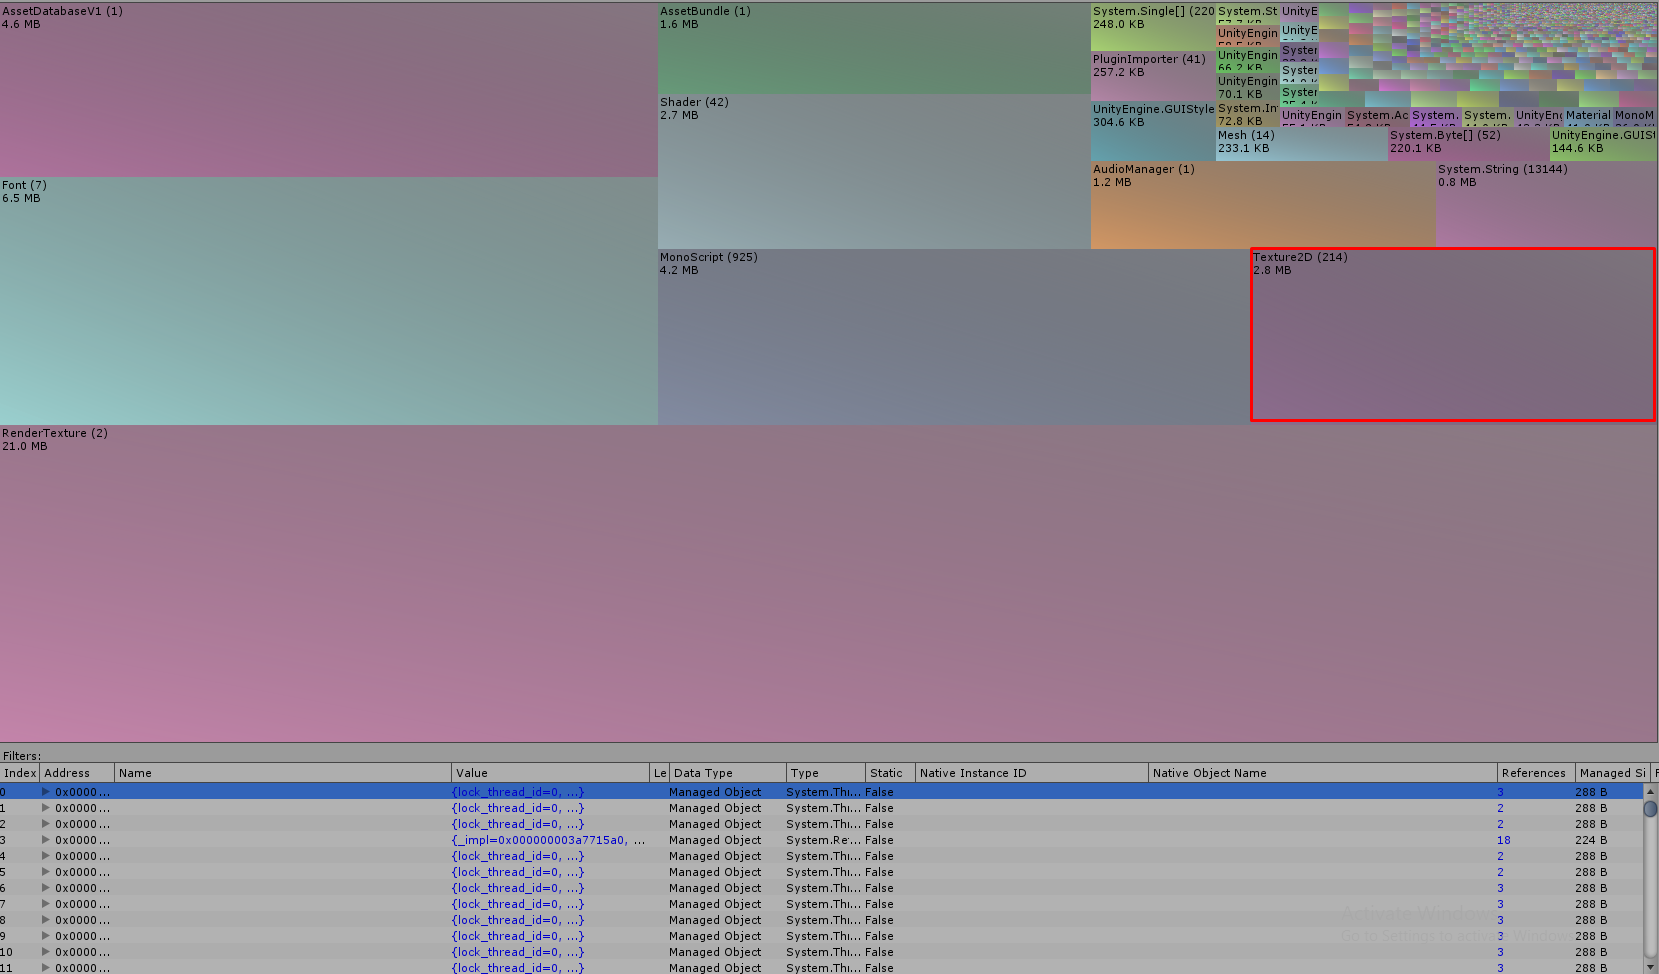 AssetDatabaseV1 (1)
4.6 MB
AssetBundle (1)
1.6 MB
System.Single[] (220
248.0 KB
System.St
UnityE
UnityEngin
UnityE
UnityEngin
66.2 KB
Syster
PluginImporter (41)
257.2 KB
Syster
UnityEngin
70.1 KB
Syster
Shader (42)
2.7 MB
UnityEngine.GUIStyle
304.6 KB
System.In
72.8 KB
UnityEngin
System.Ac
System.
System.
UnityEng
Material
MonoM
Mesh (14)
233.1 KB
System.Byte[] (52)
220.1 KB
UnityEngine.GUISt
144.6 KB
AudioManager (1)
1.2 MB
System.String (13144)
0.8 MB
Font (7)
6.5 MB
MonoScript (925)
4.2 MB
Texture2D (214)
2.8 MB
RenderTexture (2)
21.0 MB
Filters:
Index Address Name Value Le Data Type Type Static Native Instance ID Native Object Name References Managed Si F
0 0x0000... {lock_thread_id=0, ...} Managed Object System.Thi... False 3 288 B
1 0x0000... {lock_thread_id=0, ...} Managed Object System.Thi... False 2 288 B
2 0x0000... {lock_thread_id=0, ...} Managed Object System.Thi... False 2 288 B
3 0x0000... {_impl=0x000000003a7715a0, ... Managed Object System.Re... False 18 224 B
4 0x0000... {lock_thread_id=0, ...} Managed Object System.Thi... False 2 288 B
5 0x0000... {lock_thread_id=0, ...} Managed Object System.Thi... False 2 288 B
6 0x0000... {lock_thread_id=0, ...} Managed Object System.Thi... False 3 288 B
7 0x0000... {lock_thread_id=0, ...} Managed Object System.Thi... False 3 288 B
8 0x0000... {lock_thread_id=0, ...} Managed Object System.Thi... False 3 288 B
9 0x0000... {lock_thread_id=0, ...} Managed Object System.Thi... False 3 288 B
10 0x0000... {lock_thread_id=0, ...} Managed Object System.Thi... False 3 288 B
11 0x0000... {lock_thread_id=0, ...} Managed Object System.Thi... False 3 288 B
Activate Windows
Go to Settings to activate Windows